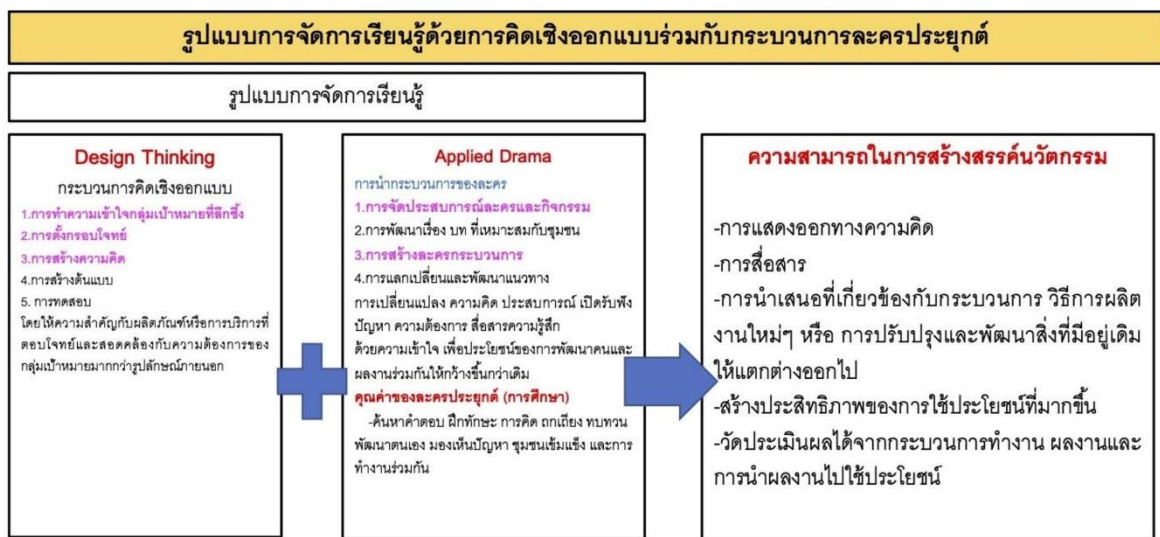 รูปแบบการจัดการเรียนรู้ด้วยการคิดเชิงออกแบบร่วมกับกระบวนการละครประยุกต์
รูปแบบการจัดการเรียนรู้
Design Thinking
กระบวนการคิดเชิงออกแบบ
1.การทำความเข้าใจกลุ่มเป้าหมายที่ลึกซึ้ง
2.การตั้งกรอบโจทย์
3.การสร้างความคิด
4.การสร้างต้นแบบ
5. การทดสอบ
โดยให้ความสำคัญกับผลิตภัณฑ์หรือการบริการที่
ตอบโจทย์และสอดคล้องกับความต้องการของ
กลุ่มเป้าหมายมากกว่ารูปลักษณ์ภายนอก
Applied Drama
การนำกระบวนการของละคร
1.การจัดประสบการณ์ละครและกิจกรรม
2.การพัฒนาเรื่อง บท ที่เหมาะสมกับชุมชน
3.การสร้างละครกระบวนการ
4.การแลกเปลี่ยนและพัฒนาแนวทาง
การเปลี่ยนแปลง ความคิด ประสบการณ์ เปิดรับฟัง
ปัญหา ความต้องการ สื่อสารความรู้สึก
ด้วยความเข้าใจ เพื่อประโยชน์ของการพัฒนาคนและ
ผลงานร่วมกันให้กว้างขึ้นกว่าเดิม
คุณค่าของละครประยุกต์ (การศึกษา)
-ค้นหาคำตอบ ฝึกทักษะ การคิด ถกเถียง ทบทวน
พัฒนาตนเอง มองเห็นปัญหา ชุมชนเข้มแข็ง และการ
ทำงานร่วมกัน
ความสามารถในการสร้างสรรค์นวัตกรรม
-การแสดงออกทางความคิด
-การสื่อสาร
-การนำเสนอที่เกี่ยวข้องกับกระบวนการ วิธีการผลิต
งานใหม่ๆ หรือ การปรับปรุงและพัฒนาสิ่งที่มีอยู่เดิม
ให้แตกต่างออกไป
-สร้างประสิทธิภาพของการใช้ประโยชน์ที่มากขึ้น
-วัดประเมินผลได้จากกระบวนการทำงาน ผลงานและ
การนำผลงานไปใช้ประโยชน์